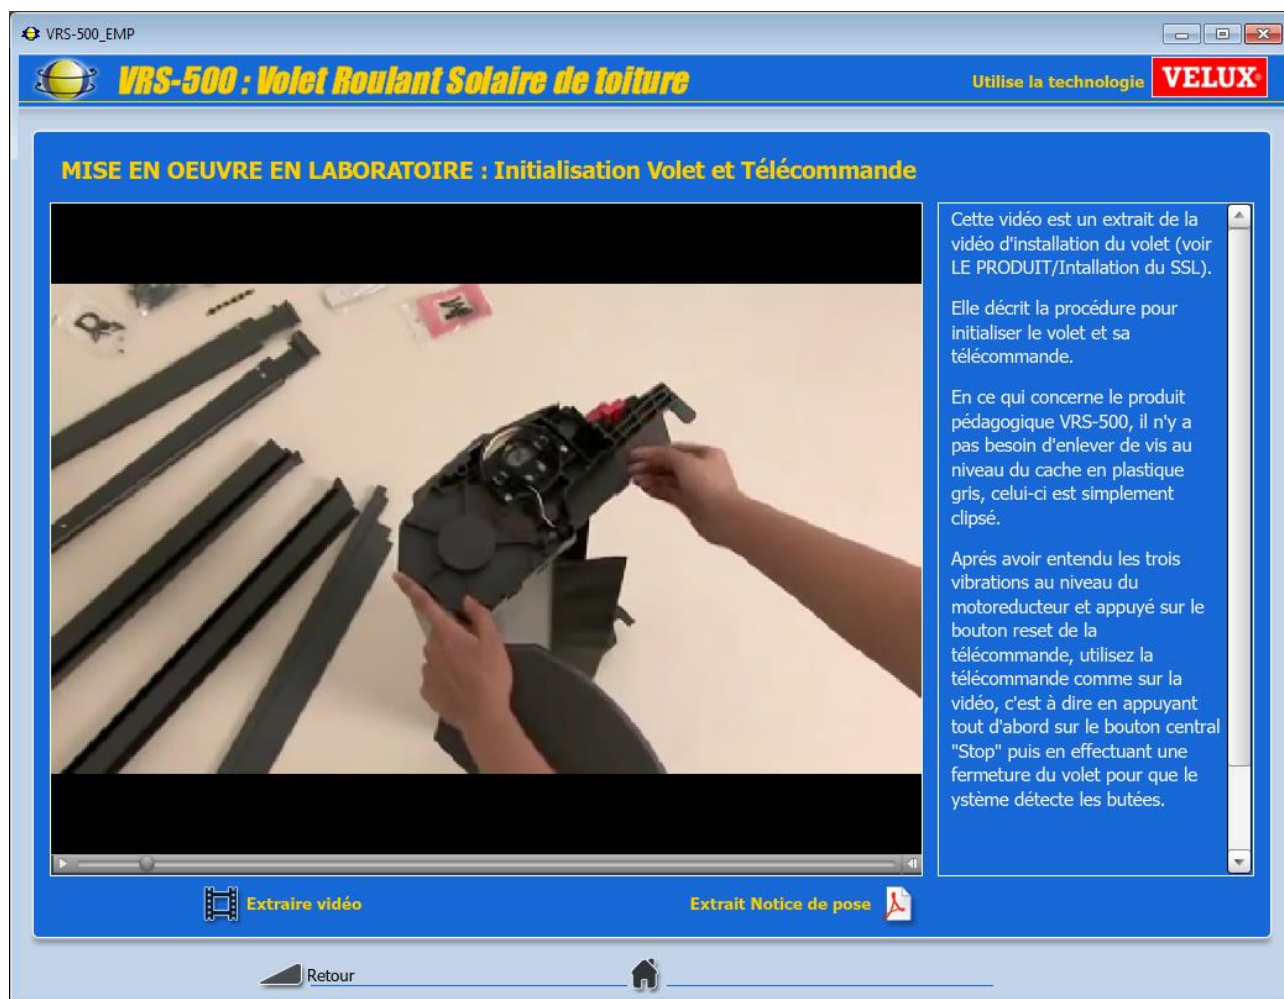 VRS-500_EMP
VRS-500 : Volet Roulant Solaire de toiture
Utilise la technologie VELUX
MISE EN OEUVRE EN LABORATOIRE : Initialisation Volet et Télécommande
Cette vidéo est un extrait de la
vidéo d'installation du volet (voir
LE PRODUIT/Intallation du SSL).
Elle décrit la procédure pour
initialiser le volet et sa
télécommande.
En ce qui concerne le produit
pédagogique VRS-500, il n'y a
pas besoin d'enlever de vis au
niveau du cache en plastique
gris, celui-ci est simplement
clipsé.
Aprés avoir entendu les trois
vibrations au niveau du
motoreducteur et appuyé sur le
bouton reset de la
télécommande, utilisez la
télécommande comme sur la
vidéo, c'est à dire en appuyant
tout d'abord sur le bouton central
"Stop" puis en effectuant une
fermeture du volet pour que le
ystème détecte les butées.
Extraire vidéo
Extrait Notice de pose
Retour